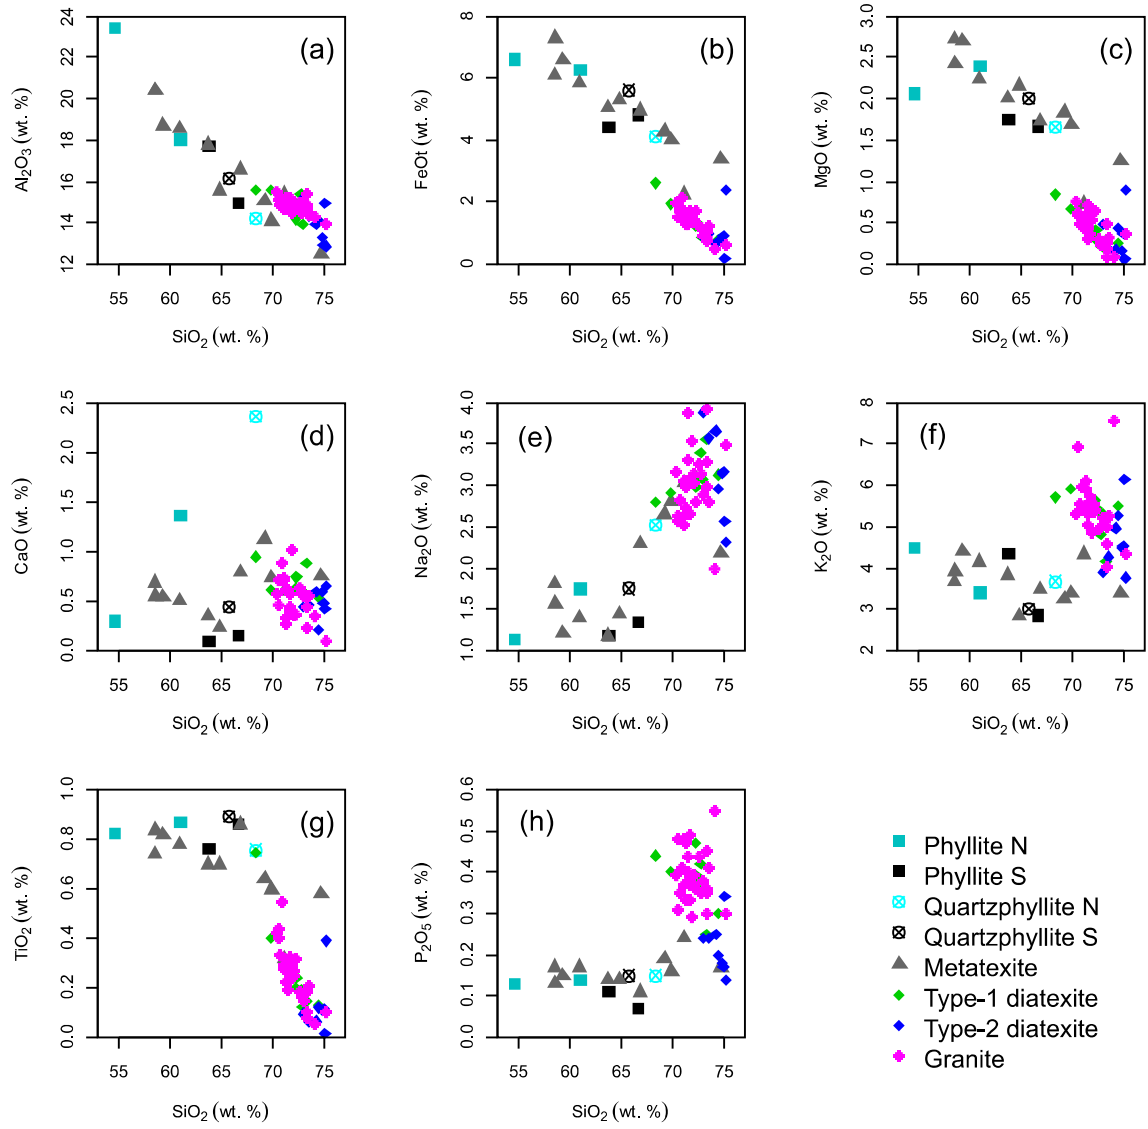 (a)
Al₂O₃ (wt. %)
12 14 16 18 20 22 24
55 60 65 70 75
SiO₂ (wt. %)
(b)
FeOt (wt. %)
0 2 4 6 8
55 60 65 70 75
SiO₂ (wt. %)
(c)
MgO (wt. %)
0.0 0.5 1.0 1.5 2.0 2.5 3.0
55 60 65 70 75
SiO₂ (wt. %)
(d)
CaO (wt. %)
0.0 0.5 1.0 1.5 2.0 2.5
55 60 65 70 75
SiO₂ (wt. %)
(e)
Na₂O (wt. %)
1.0 1.5 2.0 2.5 3.0 3.5 4.0
55 60 65 70 75
SiO₂ (wt. %)
(f)
K₂O (wt. %)
2 3 4 5 6 7 8
55 60 65 70 75
SiO₂ (wt. %)
(g)
TiO₂ (wt. %)
0.0 0.2 0.4 0.6 0.8 1.0
55 60 65 70 75
SiO₂ (wt. %)
(h)
P₂O₅ (wt. %)
0.0 0.1 0.2 0.3 0.4 0.5 0.6
55 60 65 70 75
SiO₂ (wt. %)
Phyllite N
Phyllite S
Quartzphyllite N
Quartzphyllite S
Metatexite
Type-1 diatexite
Type-2 diatexite
Granite